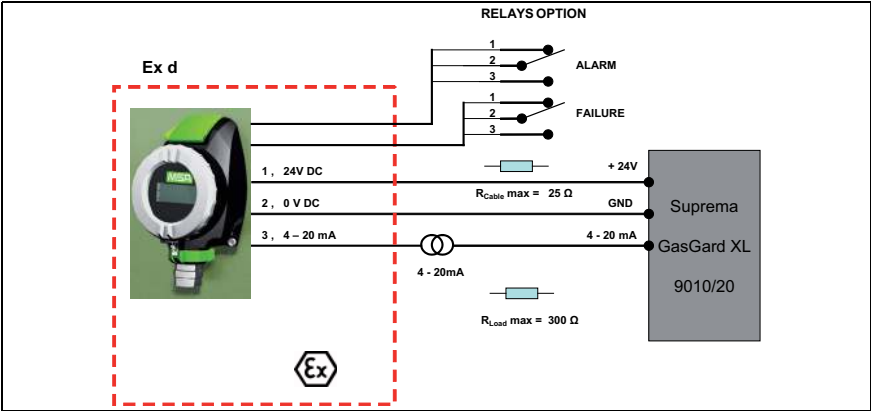 RELAYS OPTION
Ex d
1
2
3
ALARM
1
2
3
FAILURE
MSA
1 , 24V DC
+ 24V
R_Cable max = 25 Ω
2 , 0 V DC
GND
Suprema
3 , 4 – 20 mA
4 - 20 mA
GasGard XL
4 - 20mA
9010/20
R_Load max = 300 Ω
Ex